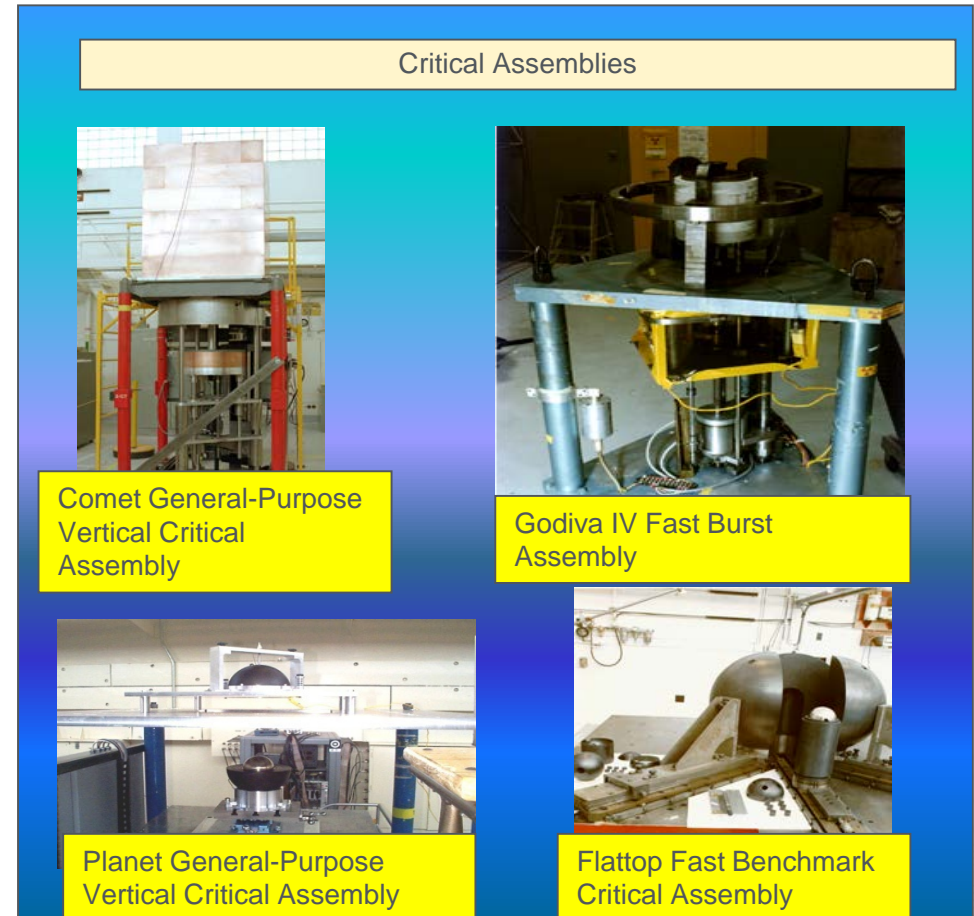 Critical Assemblies
Comet General-Purpose
Vertical Critical
Assembly
Godiva IV Fast Burst
Assembly
Planet General-Purpose
Vertical Critical Assembly
Flattop Fast Benchmark
Critical Assembly